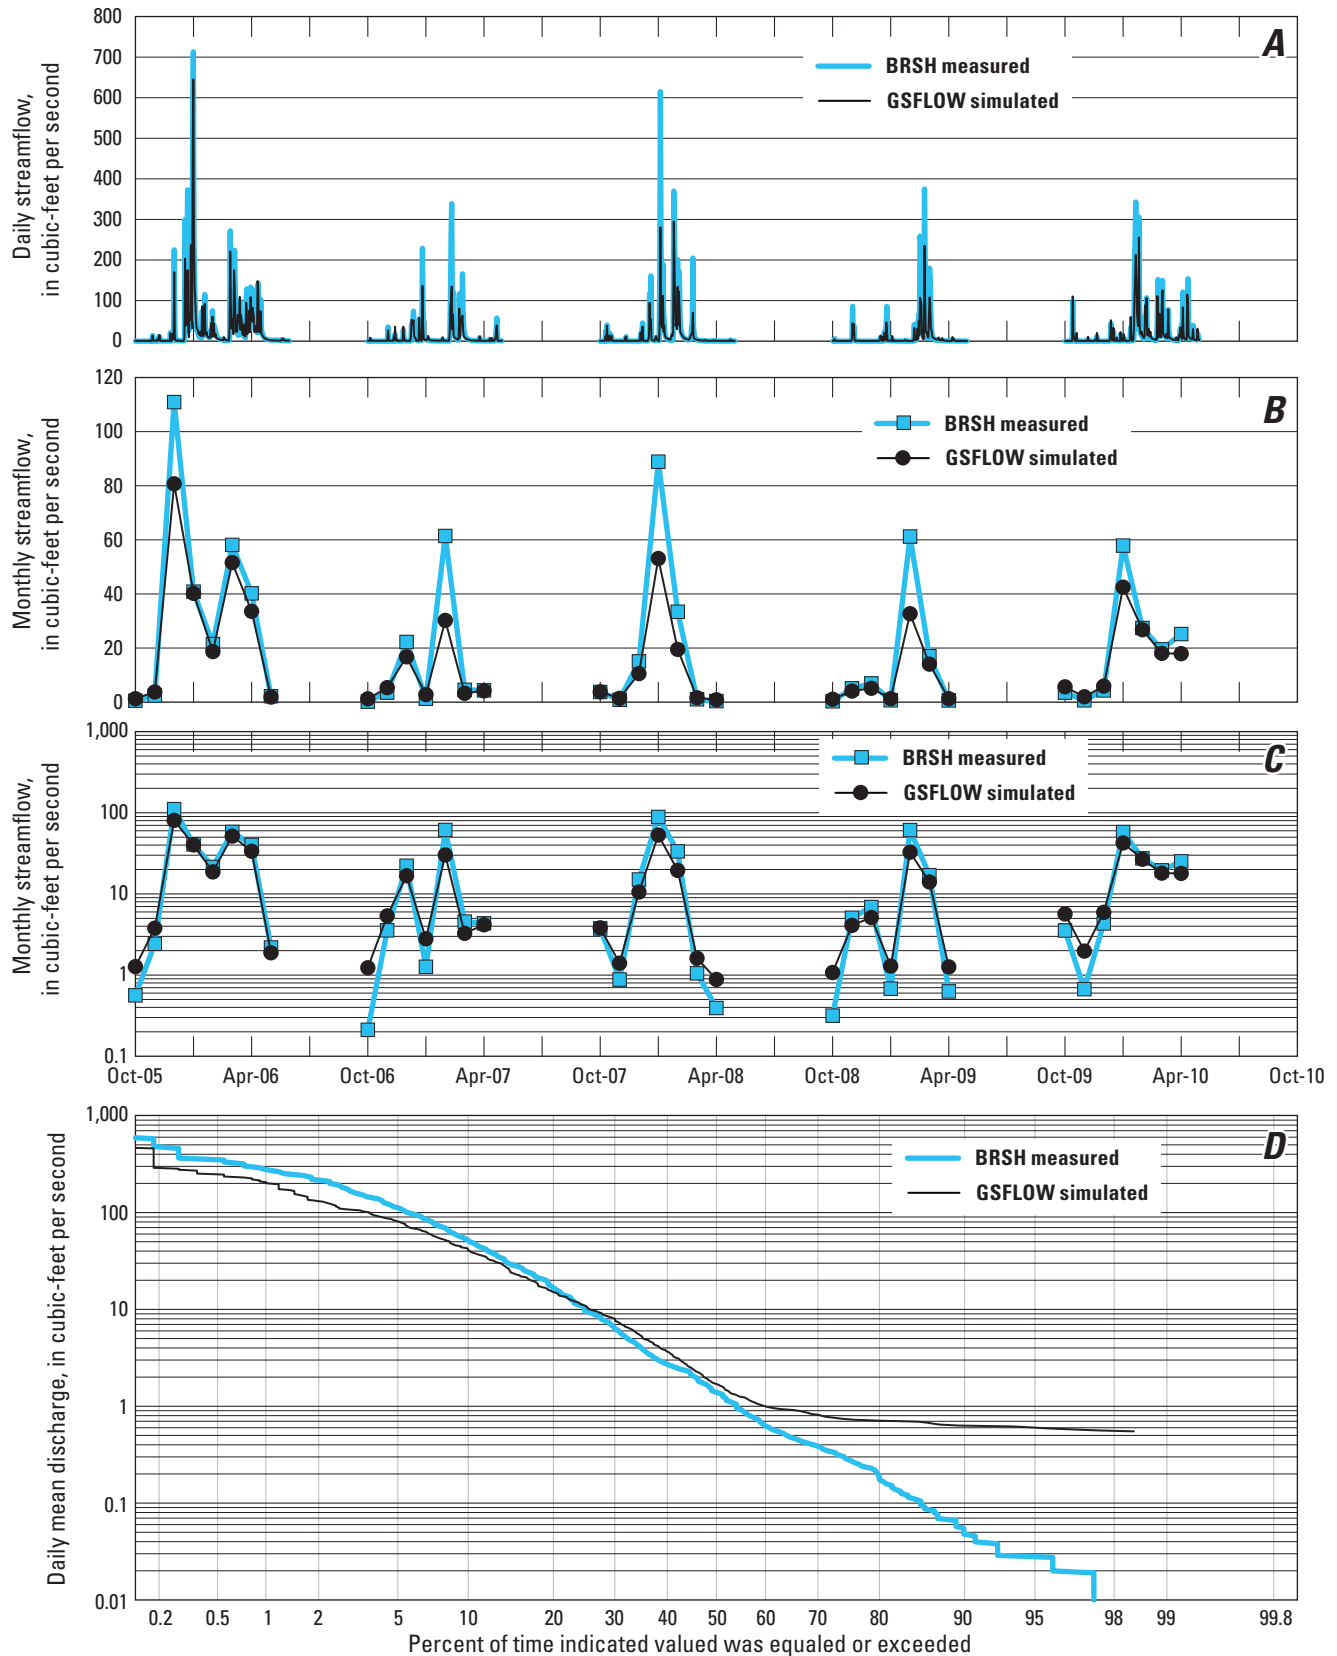 A
Daily streamflow,
in cubic-feet per second
800
700
600
500
400
300
200
100
0
BRSH measured
GSFLOW simulated
B
Monthly streamflow,
in cubic-feet per second
120
100
80
60
40
20
0
BRSH measured
GSFLOW simulated
C
Monthly streamflow,
in cubic-feet per second
1,000
100
10
1
0.1
BRSH measured
GSFLOW simulated
Oct-05 Apr-06 Oct-06 Apr-07 Oct-07 Apr-08 Oct-08 Apr-09 Oct-09 Apr-10 Oct-10
D
Daily mean discharge, in cubic-feet per second
1,000
100
10
1
0.1
0.01
BRSH measured
GSFLOW simulated
0.2 0.5 1 2 5 10 20 30 40 50 60 70 80 90 95 98 99 99.8
Percent of time indicated valued was equaled or exceeded